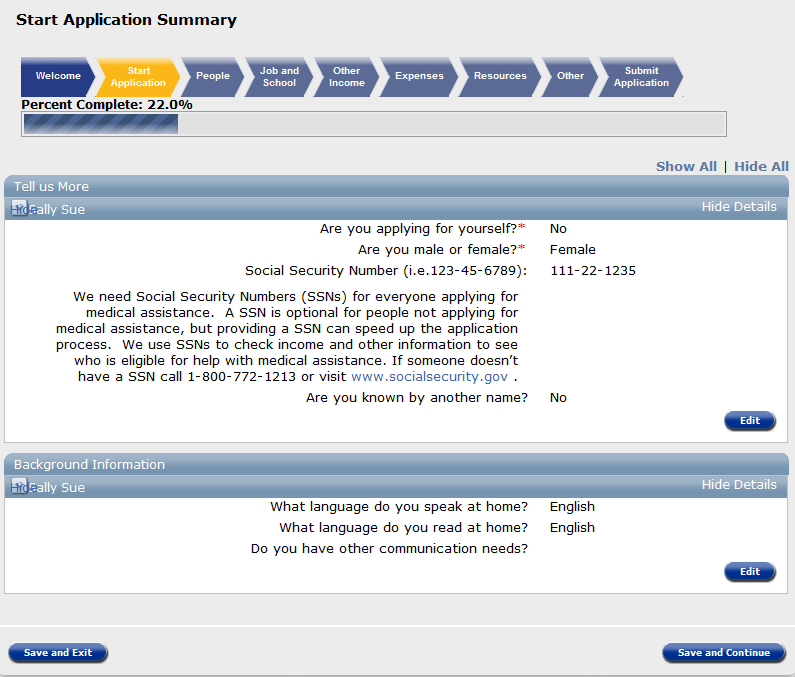 Start Application Summary
Welcome
Start
Application
People
Job and
School
Other
Income
Expenses
Resources
Other
Submit
Application
Percent Complete: 22.0%
Show All | Hide All
Tell us More
Sally Sue
Hide Details
Are you applying for yourself?* No
Are you male or female?* Female
Social Security Number (i.e.123-45-6789): 111-22-1235
We need Social Security Numbers (SSNs) for everyone applying for
medical assistance. A SSN is optional for people not applying for
medical assistance, but providing a SSN can speed up the application
process. We use SSNs to check income and other information to see
who is eligible for help with medical assistance. If someone doesn’t
have a SSN call 1-800-772-1213 or visit www.socialsecurity.gov .
Are you known by another name? No
Edit
Background Information
Sally Sue
Hide Details
What language do you speak at home? English
What language do you read at home? English
Do you have other communication needs?
Edit
Save and Exit
Save and Continue